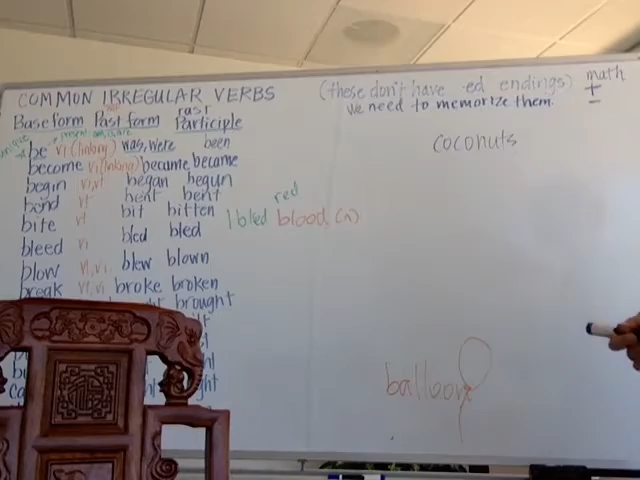 COMMON IRREGULAR VERBS
(these don't have -ed endings)
we need to memorize them.
math
+
-
Base form Past form Past Participle
be vi (linking) was, were been
become vi (linking) became became
begin vi, vt began begun
bend vt bent bent
bite vt bit bitten
bleed vi bled bled
blow vt, vi blew blown
break vt, vi broke broken
brought
coconuts
red
I bled blood (n)
balloon